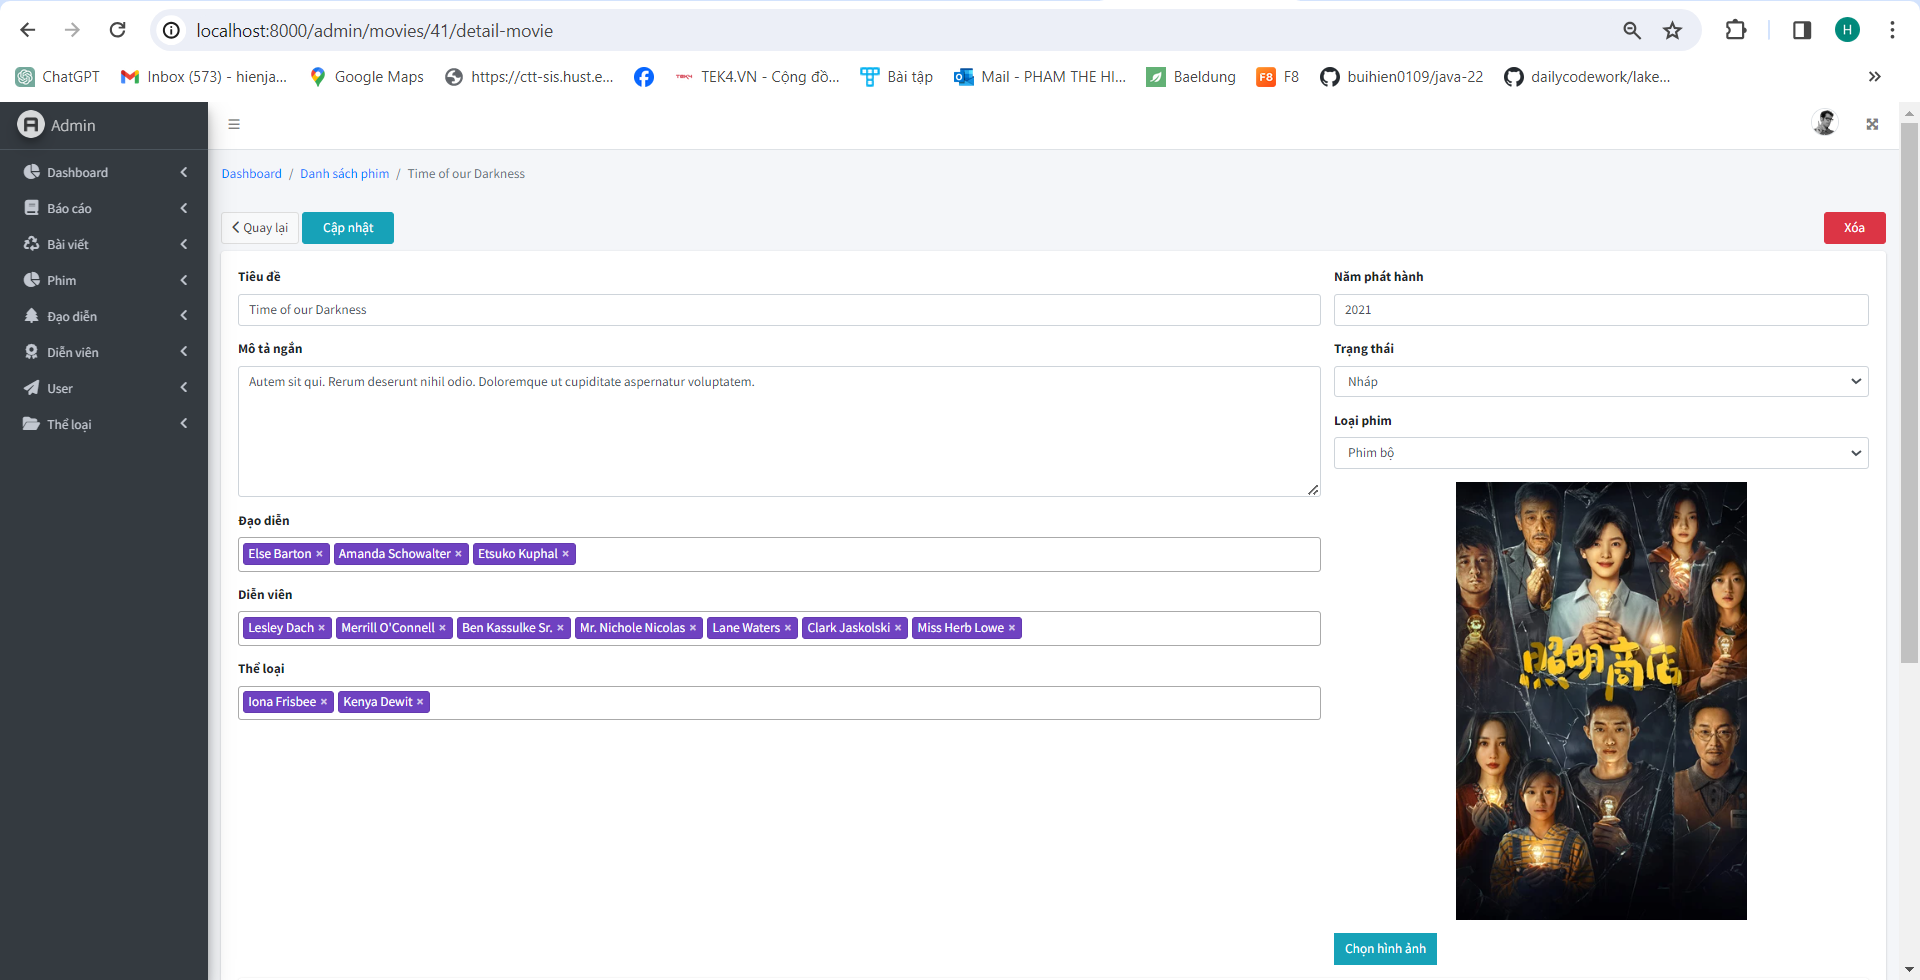 localhost:8000/admin/movies/41/detail-movie
H
ChatGPT
Inbox (573) - hienja...
Google Maps
https://ctt-sis.hust.e...
TEK4.VN - Cộng đồ...
Bài tập
Mail - PHAM THE HI...
Baeldung
F8 F8
buihien0109/java-22
dailycodework/lake...
»
Admin
Dashboard
Báo cáo
Bài viết
Phim
Đạo diễn
Diễn viên
User
Thể loại
Dashboard / Danh sách phim / Time of our Darkness
Quay lại
Cập nhật
Xóa
Tiêu đề
Time of our Darkness
Mô tả ngắn
Autem sit qui. Rerum deserunt nihil odio. Doloremque ut cupiditate aspernatur voluptatem.
Đạo diễn
Else Barton × Amanda Schowalter × Etsuko Kuphal ×
Diễn viên
Lesley Dach × Merrill O'Connell × Ben Kassulke Sr. × Mr. Nichole Nicolas × Lane Waters × Clark Jaskolski × Miss Herb Lowe ×
Thể loại
Iona Frisbee × Kenya Dewit ×
Năm phát hành
2021
Trạng thái
Nháp
Loại phim
Phim bộ
照明商店
Chọn hình ảnh